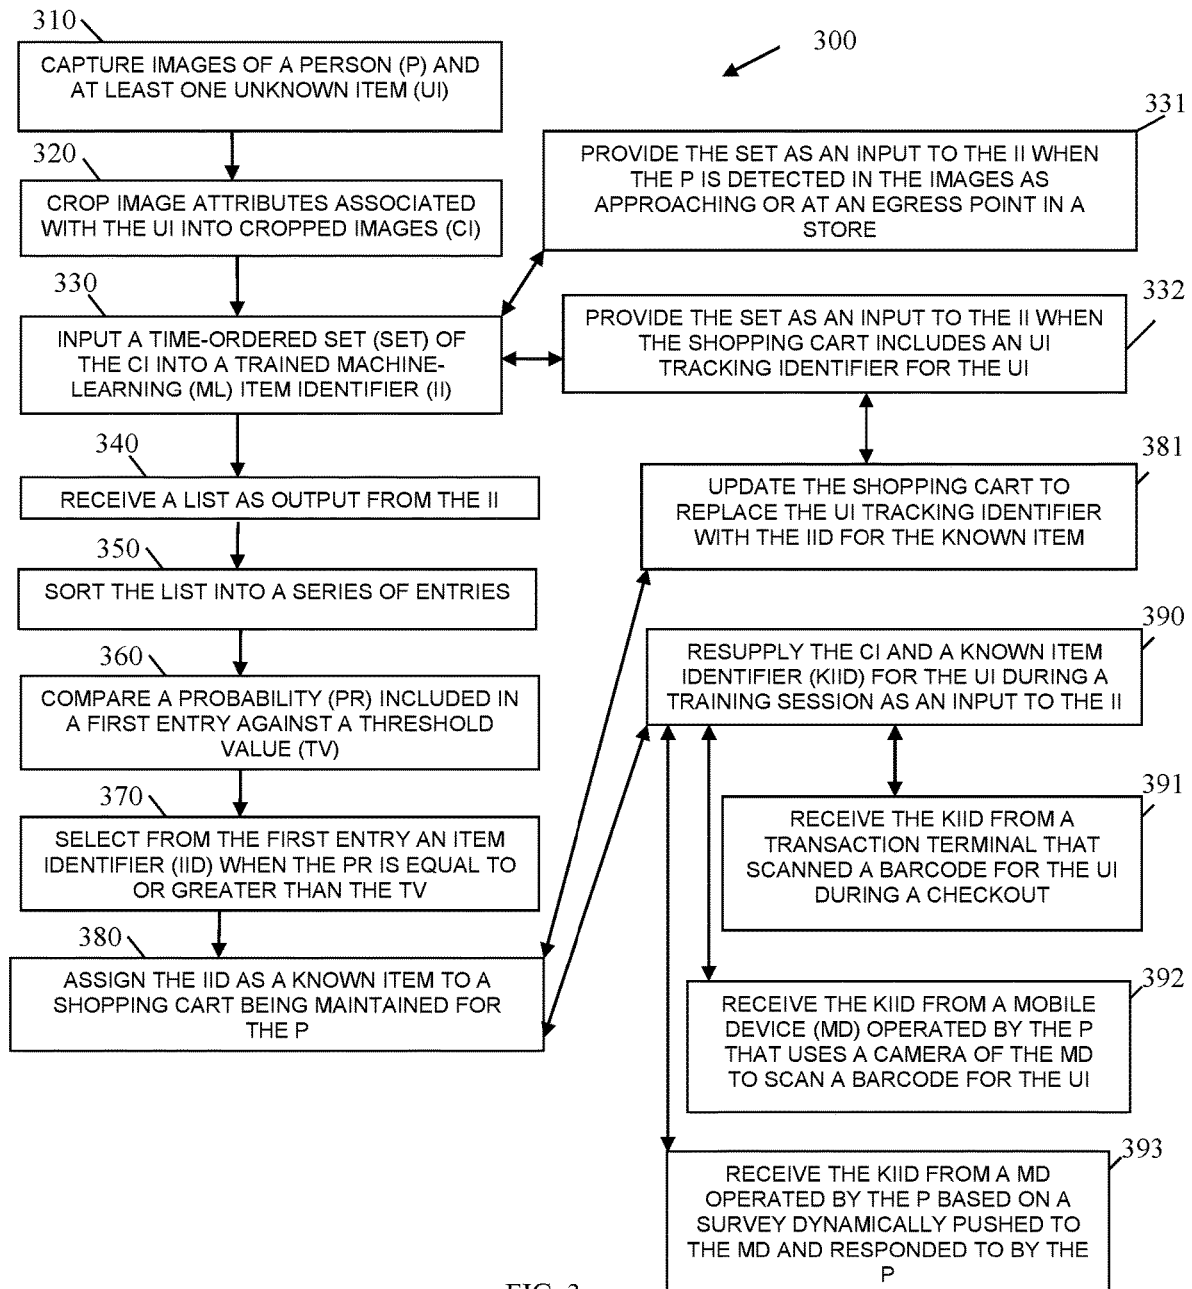 310
CAPTURE IMAGES OF A PERSON (P) AND
AT LEAST ONE UNKNOWN ITEM (UI)
300
320
CROP IMAGE ATTRIBUTES ASSOCIATED
WITH THE UI INTO CROPPED IMAGES (CI)
331
PROVIDE THE SET AS AN INPUT TO THE II WHEN
THE P IS DETECTED IN THE IMAGES AS
APPROACHING OR AT AN EGRESS POINT IN A
STORE
330
INPUT A TIME-ORDERED SET (SET) OF
THE CI INTO A TRAINED MACHINE-
LEARNING (ML) ITEM IDENTIFIER (II)
332
PROVIDE THE SET AS AN INPUT TO THE II WHEN
THE SHOPPING CART INCLUDES AN UI
TRACKING IDENTIFIER FOR THE UI
340
RECEIVE A LIST AS OUTPUT FROM THE II
381
UPDATE THE SHOPPING CART TO
REPLACE THE UI TRACKING IDENTIFIER
WITH THE IID FOR THE KNOWN ITEM
350
SORT THE LIST INTO A SERIES OF ENTRIES
360
COMPARE A PROBABILITY (PR) INCLUDED IN
A FIRST ENTRY AGAINST A THRESHOLD
VALUE (TV)
390
RESUPPLY THE CI AND A KNOWN ITEM
IDENTIFIER (KIID) FOR THE UI DURING A
TRAINING SESSION AS AN INPUT TO THE II
370
SELECT FROM THE FIRST ENTRY AN ITEM
IDENTIFIER (IID) WHEN THE PR IS EQUAL TO
OR GREATER THAN THE TV
391
RECEIVE THE KIID FROM A
TRANSACTION TERMINAL THAT
SCANNED A BARCODE FOR THE UI
DURING A CHECKOUT
380
ASSIGN THE IID AS A KNOWN ITEM TO A
SHOPPING CART BEING MAINTAINED FOR
THE P
392
RECEIVE THE KIID FROM A MOBILE
DEVICE (MD) OPERATED BY THE P
THAT USES A CAMERA OF THE MD
TO SCAN A BARCODE FOR THE UI
393
RECEIVE THE KIID FROM A MD
OPERATED BY THE P BASED ON A
SURVEY DYNAMICALLY PUSHED TO
THE MD AND RESPONDED TO BY THE
P
FIG. 3